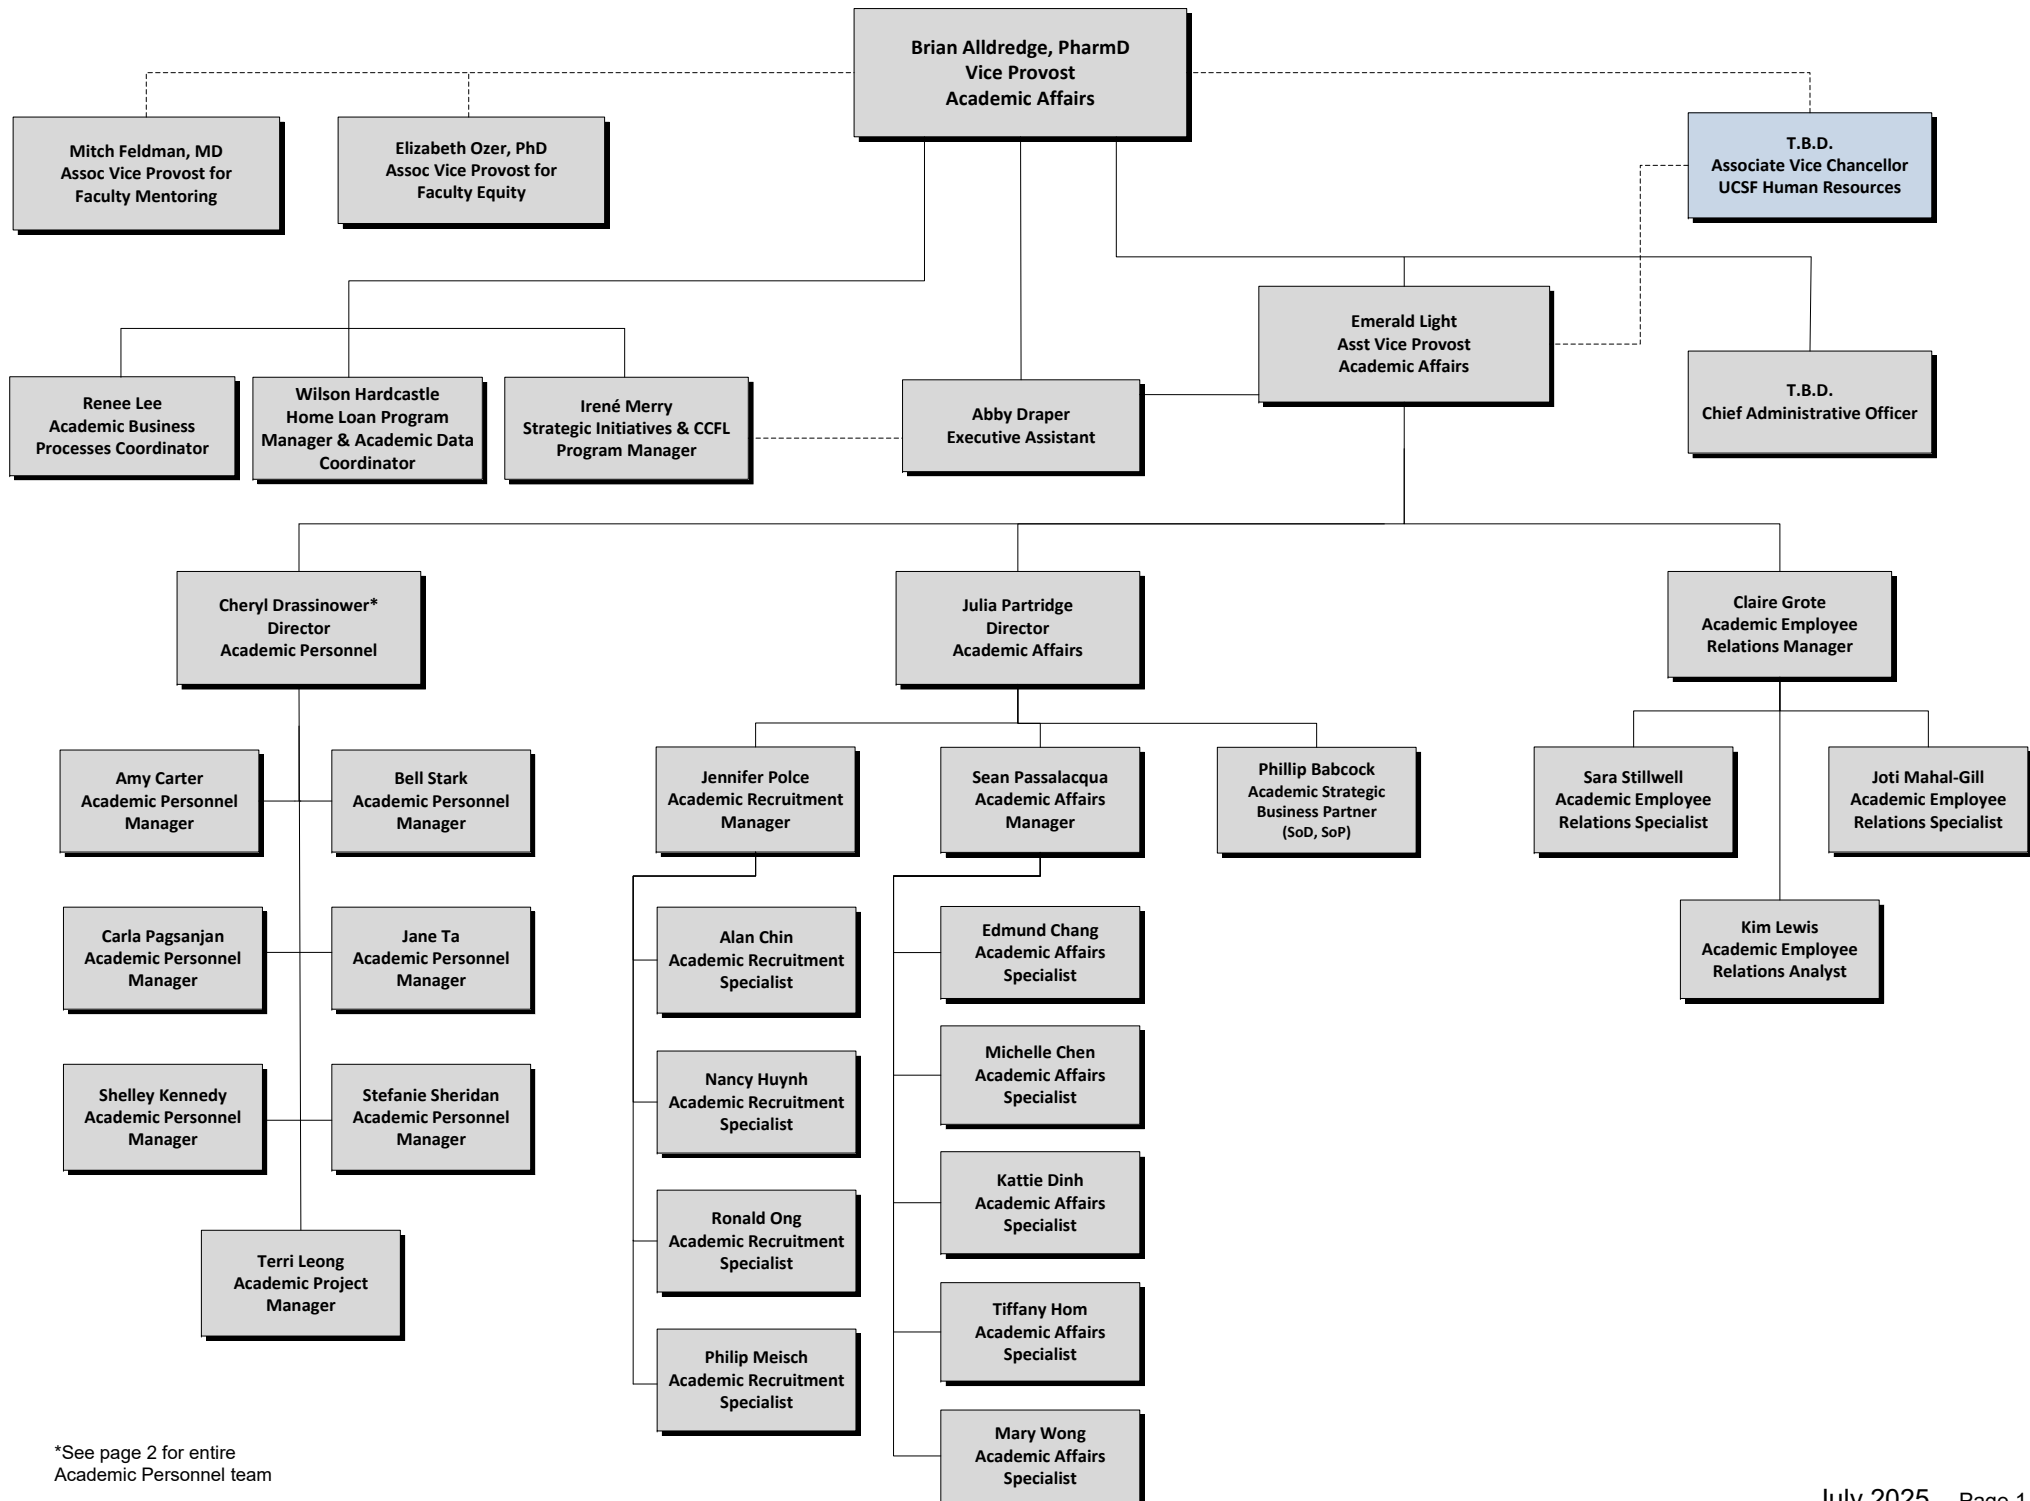 Brian Alldredge, PharmD
Vice Provost
Academic Affairs
Mitch Feldman, MD
Assoc Vice Provost for
Faculty Mentoring
Elizabeth Ozer, PhD
Assoc Vice Provost for
Faculty Equity
T.B.D.
Associate Vice Chancellor
UCSF Human Resources
Emerald Light
Asst Vice Provost
Academic Affairs
T.B.D.
Chief Administrative Officer
Renee Lee
Academic Business
Processes Coordinator
Wilson Hardcastle
Home Loan Program
Manager & Academic Data
Coordinator
Irené Merry
Strategic Initiatives & CCFL
Program Manager
Abby Draper
Executive Assistant
Cheryl Drassinower*
Director
Academic Personnel
Julia Partridge
Director
Academic Affairs
Claire Grote
Academic Employee
Relations Manager
Amy Carter
Academic Personnel
Manager
Bell Stark
Academic Personnel
Manager
Carla Pagsanjan
Academic Personnel
Manager
Jane Ta
Academic Personnel
Manager
Shelley Kennedy
Academic Personnel
Manager
Stefanie Sheridan
Academic Personnel
Manager
Terri Leong
Academic Project
Manager
Jennifer Polce
Academic Recruitment
Manager
Sean Passalacqua
Academic Affairs
Manager
Phillip Babcock
Academic Strategic
Business Partner
(SoD, SoP)
Alan Chin
Academic Recruitment
Specialist
Nancy Huynh
Academic Recruitment
Specialist
Ronald Ong
Academic Recruitment
Specialist
Philip Meisch
Academic Recruitment
Specialist
Edmund Chang
Academic Affairs
Specialist
Michelle Chen
Academic Affairs
Specialist
Kattie Dinh
Academic Affairs
Specialist
Tiffany Hom
Academic Affairs
Specialist
Mary Wong
Academic Affairs
Specialist
Sara Stillwell
Academic Employee
Relations Specialist
Joti Mahal-Gill
Academic Employee
Relations Specialist
Kim Lewis
Academic Employee
Relations Analyst
*See page 2 for entire
Academic Personnel team
July 2025 Page 1